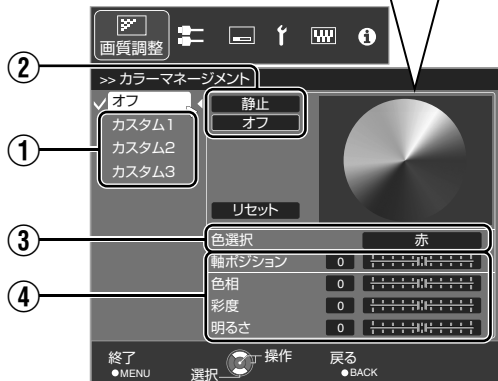 画質調整
② 
>> カラーマネージメント
オフ
静止
オフ
①
カスタム1
カスタム2
カスタム3
リセット
③
色選択 赤
④
軸ポジション 0
色相 0
彩度 0
明るさ 0
終了
●MENU
選択
操作
戻る
●BACK